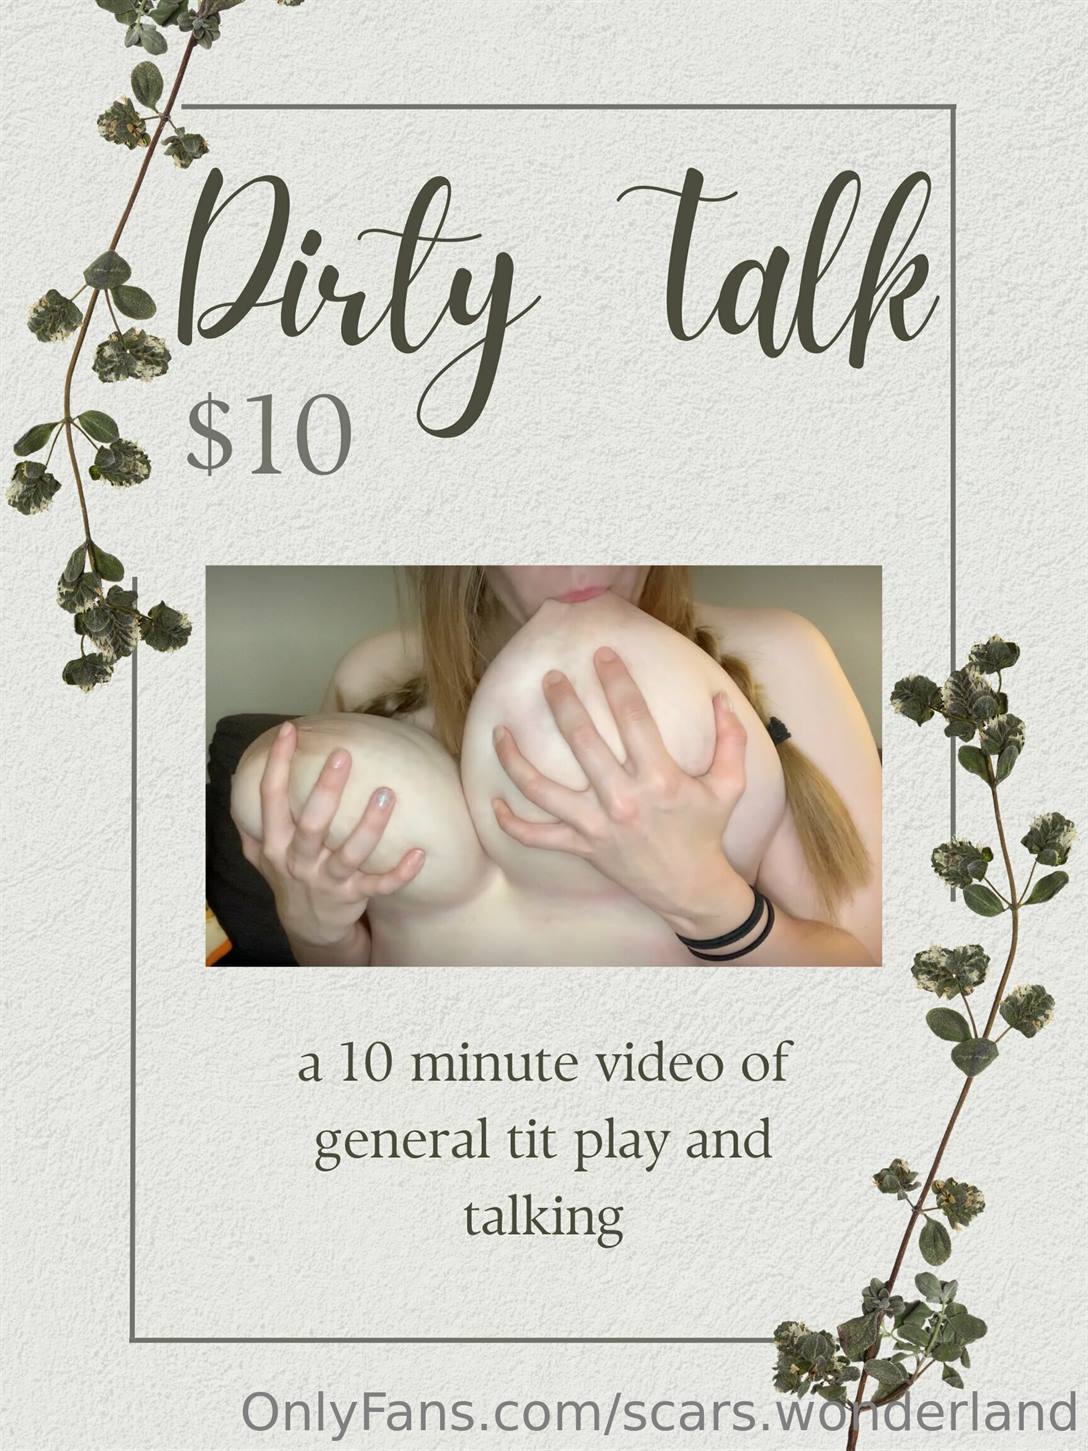 Dirty talk
$10
a 10 minute video of
general tit play and
talking
OnlyFans.com/scars.wonderland